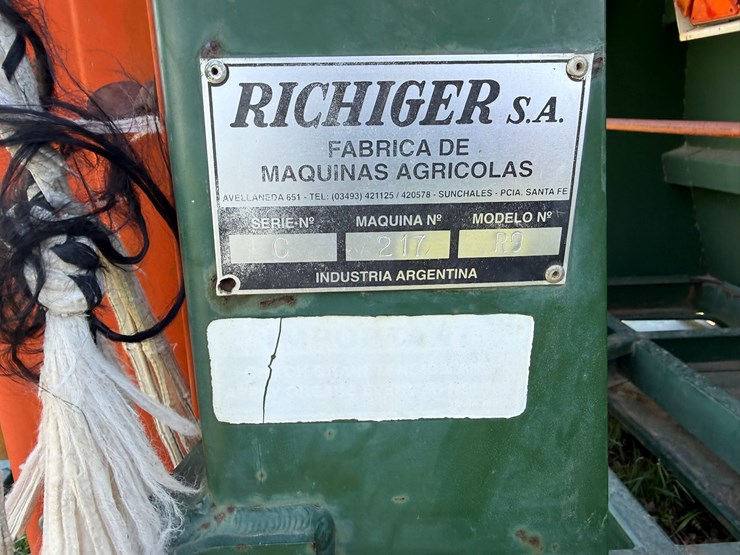 RICHIGER S.A.
FABRICA DE
MAQUINAS AGRICOLAS
AVELLANEDA 651 - TEL: (03493) 421125 / 420578 - SUNCHALES - PCIA. SANTA FE
SERIE-Nº MAQUINA Nº MODELO Nº
C 217 R9
INDUSTRIA ARGENTINA